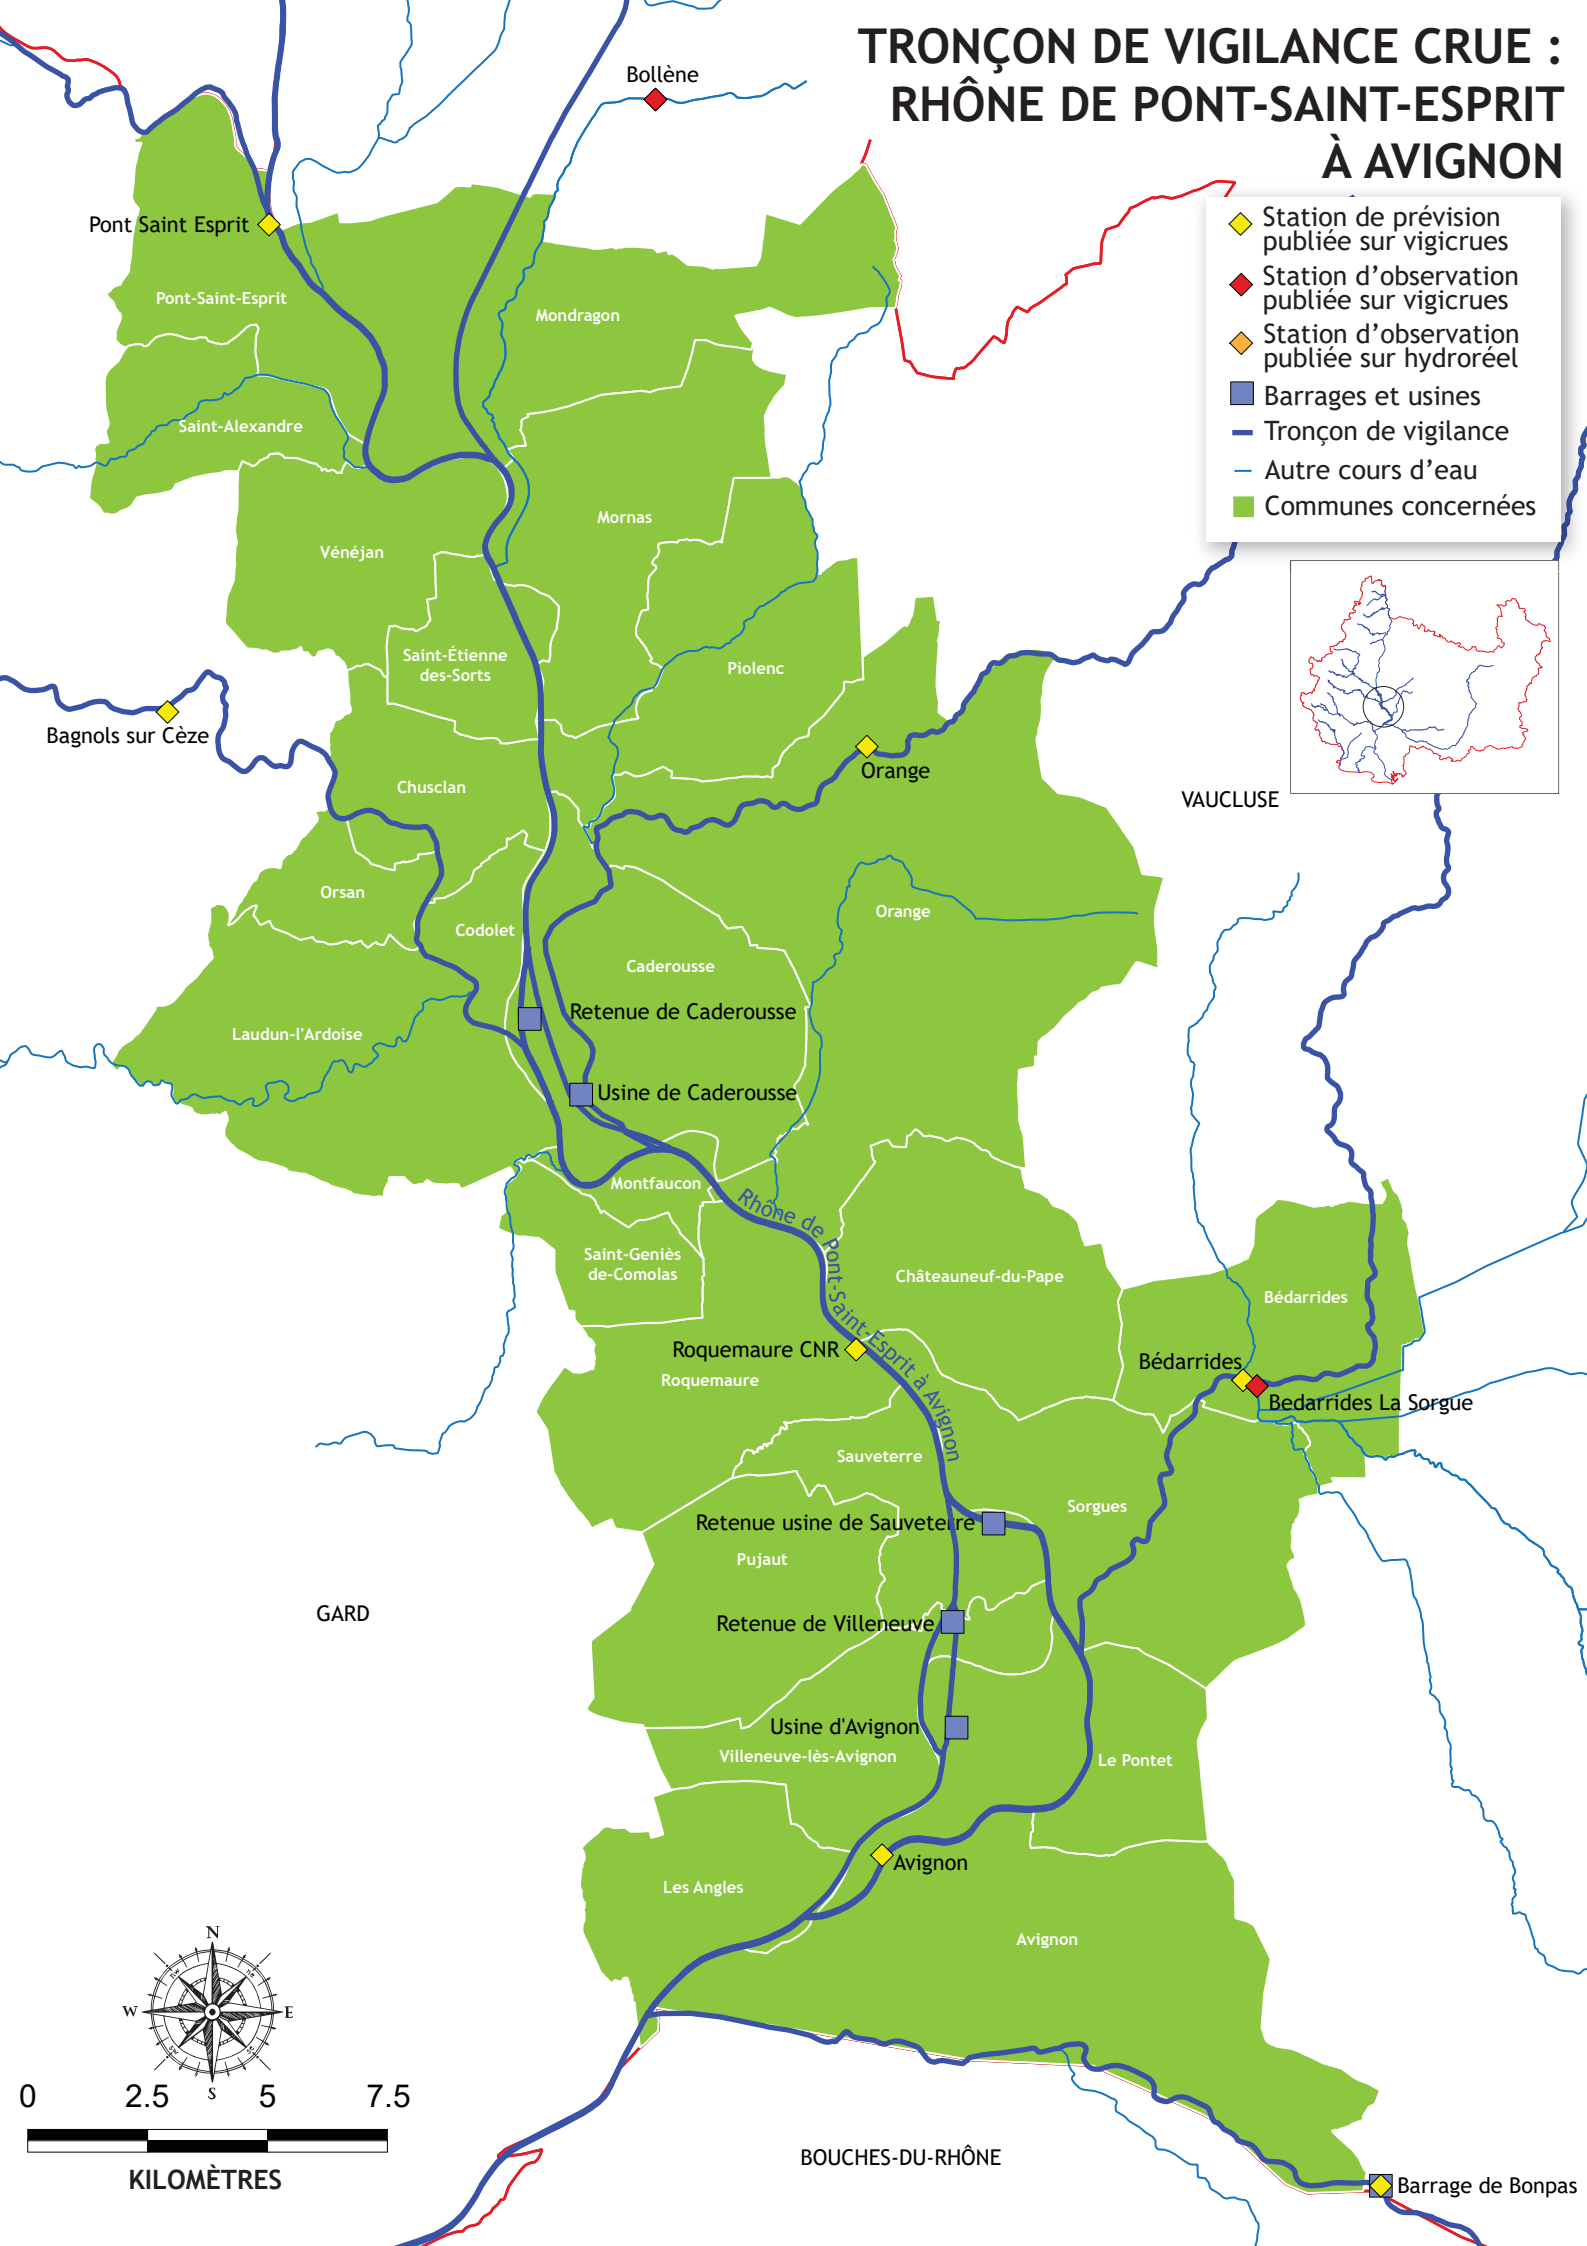 TRONÇON DE VIGILANCE CRUE :
RHÔNE DE PONT-SAINT-ESPRIT
À AVIGNON
Station de prévision
publiée sur vigicrues
Station d’observation
publiée sur vigicrues
Station d’observation
publiée sur hydroréel
Barrages et usines
Tronçon de vigilance
Autre cours d’eau
Communes concernées
Bollène
Pont Saint Esprit
Pont-Saint-Esprit
Mondragon
Saint-Alexandre
Mornas
Vénéjan
Saint-Étienne
des-Sorts
Piolenc
Bagnols sur Cèze
Orange
Chusclan
VAUCLUSE
Orsan
Orange
Codolet
Caderousse
Retenue de Caderousse
Laudun-l'Ardoise
Usine de Caderousse
Montfaucon
Rhône de Pont-Saint-Esprit à Avignon
Saint-Geniès
de-Comolas
Châteauneuf-du-Pape
Bédarrides
Roquemaure CNR
Roquemaure
Bédarrides
Bedarrides La Sorgue
Sauveterre
Sorgues
Retenue usine de Sauveterre
Pujaut
GARD
Retenue de Villeneuve
Usine d'Avignon
Villeneuve-lès-Avignon
Le Pontet
Avignon
Les Angles
Avignon
N
nw
ne
W
E
sw
se
S
0
2.5
5
7.5
KILOMÈTRES
BOUCHES-DU-RHÔNE
Barrage de Bonpas